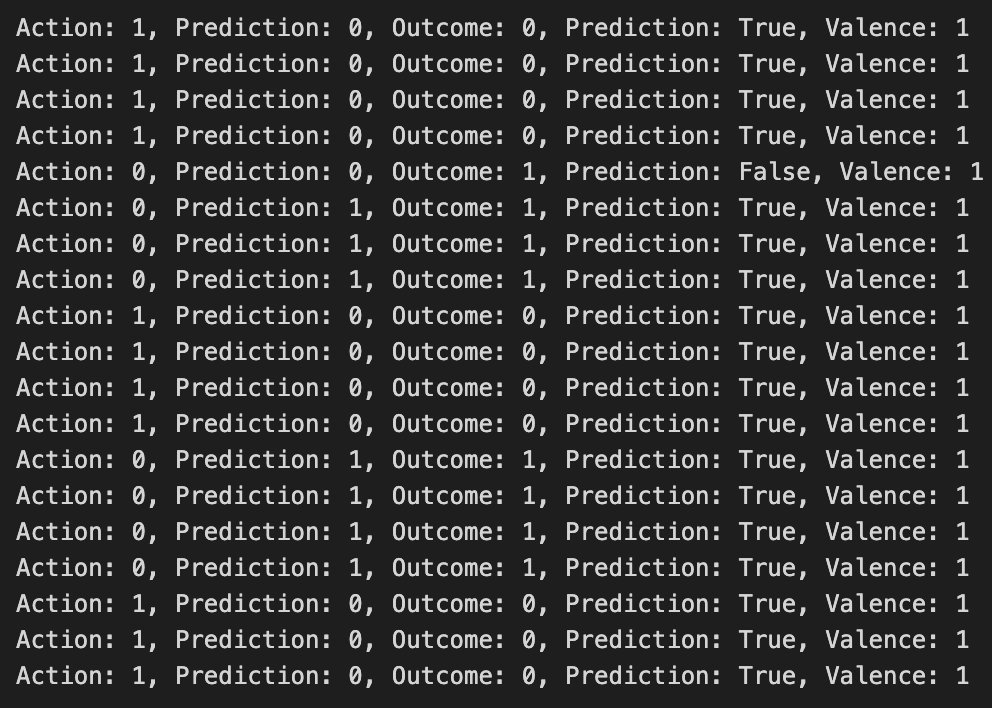 Action: 1, Prediction: 0, Outcome: 0, Prediction: True, Valence: 1
Action: 1, Prediction: 0, Outcome: 0, Prediction: True, Valence: 1
Action: 1, Prediction: 0, Outcome: 0, Prediction: True, Valence: 1
Action: 1, Prediction: 0, Outcome: 0, Prediction: True, Valence: 1
Action: 0, Prediction: 0, Outcome: 1, Prediction: False, Valence: 1
Action: 0, Prediction: 1, Outcome: 1, Prediction: True, Valence: 1
Action: 0, Prediction: 1, Outcome: 1, Prediction: True, Valence: 1
Action: 0, Prediction: 1, Outcome: 1, Prediction: True, Valence: 1
Action: 1, Prediction: 0, Outcome: 0, Prediction: True, Valence: 1
Action: 1, Prediction: 0, Outcome: 0, Prediction: True, Valence: 1
Action: 1, Prediction: 0, Outcome: 0, Prediction: True, Valence: 1
Action: 1, Prediction: 0, Outcome: 0, Prediction: True, Valence: 1
Action: 0, Prediction: 1, Outcome: 1, Prediction: True, Valence: 1
Action: 0, Prediction: 1, Outcome: 1, Prediction: True, Valence: 1
Action: 0, Prediction: 1, Outcome: 1, Prediction: True, Valence: 1
Action: 0, Prediction: 1, Outcome: 1, Prediction: True, Valence: 1
Action: 1, Prediction: 0, Outcome: 0, Prediction: True, Valence: 1
Action: 1, Prediction: 0, Outcome: 0, Prediction: True, Valence: 1
Action: 1, Prediction: 0, Outcome: 0, Prediction: True, Valence: 1